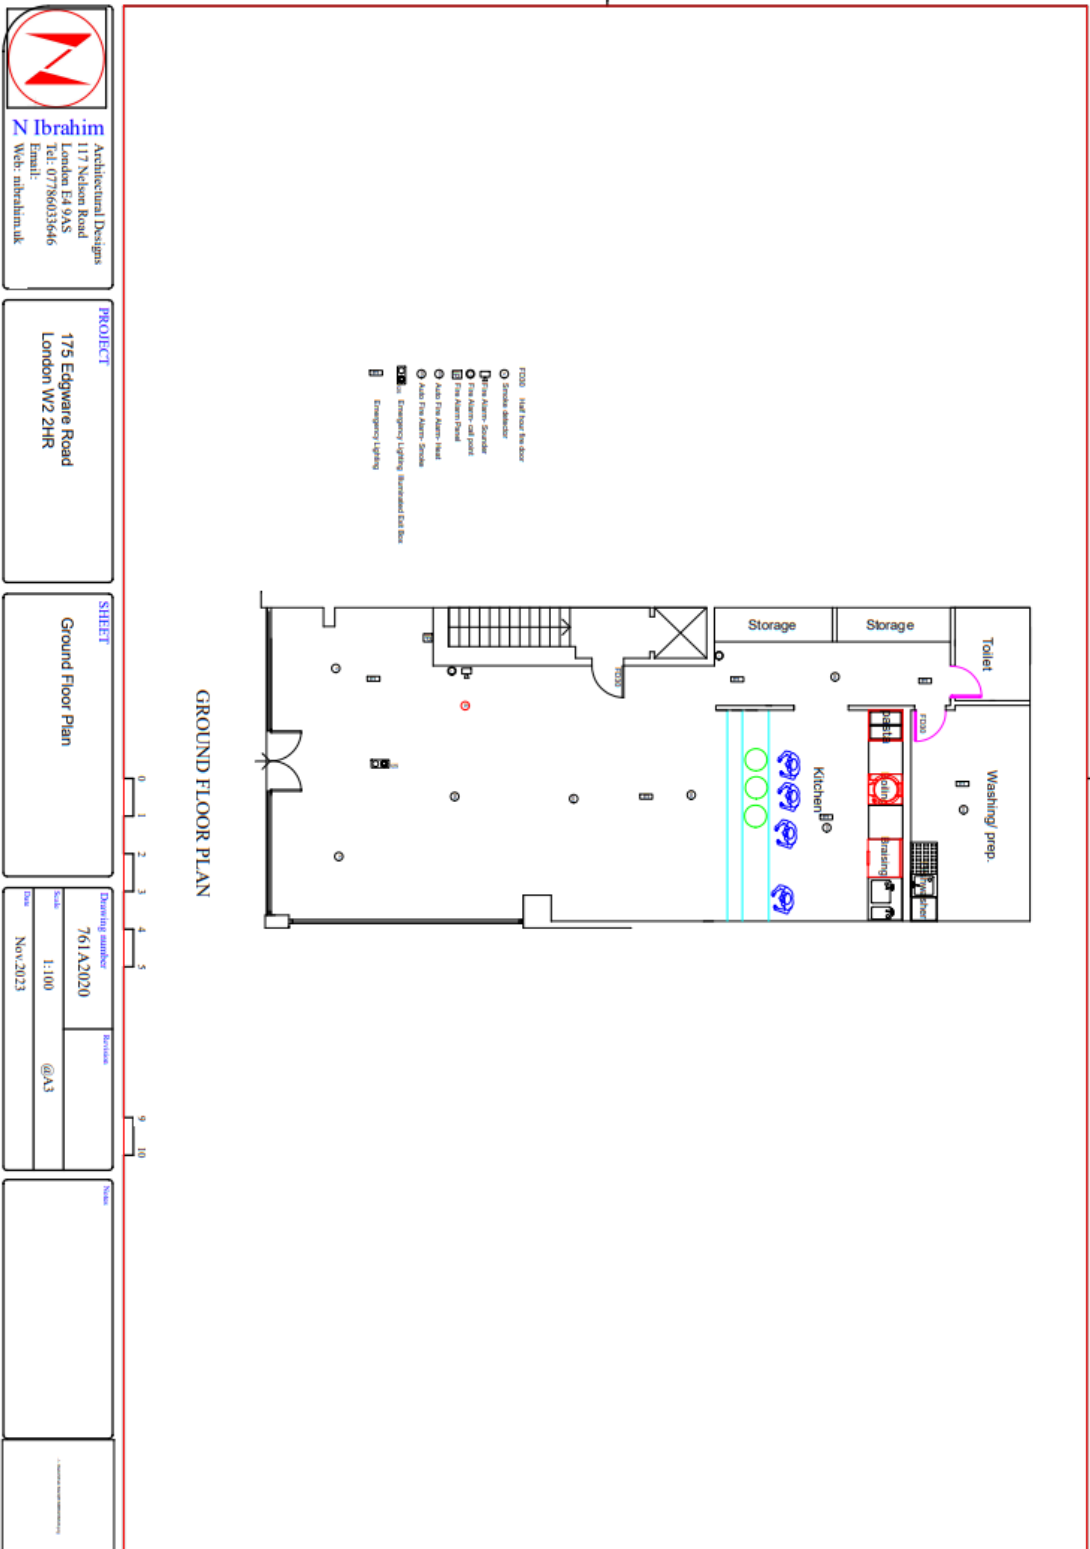 N Ibrahim
Architectural Designs
117 Nelson Road
London E4 9AS
Tel: 07786033646
Email:
Web: nibrahim.uk
PROJECT
175 Edgware Road
London W2 2HR
SHEET
Ground Floor Plan
Drawing number
761A2020
Revision
Scale
1:100 @A3
Date
Nov.2023
Notes
0 1 2 3 4 5 9 10
GROUND FLOOR PLAN
FD30 Half hour fire door
Smoke detector
Fire Alarm- Sounder
Fire Alarm- call point
Fire Alarm Panel
Auto Fire Alarm- Heat
Auto Fire Alarm- Smoke
Emergency Lighting Illuminated Exit Box
Emergency Lighting
Storage
Storage
Toilet
FD30
FD30
pasta
Kitchen
Braising
Washing/ prep.